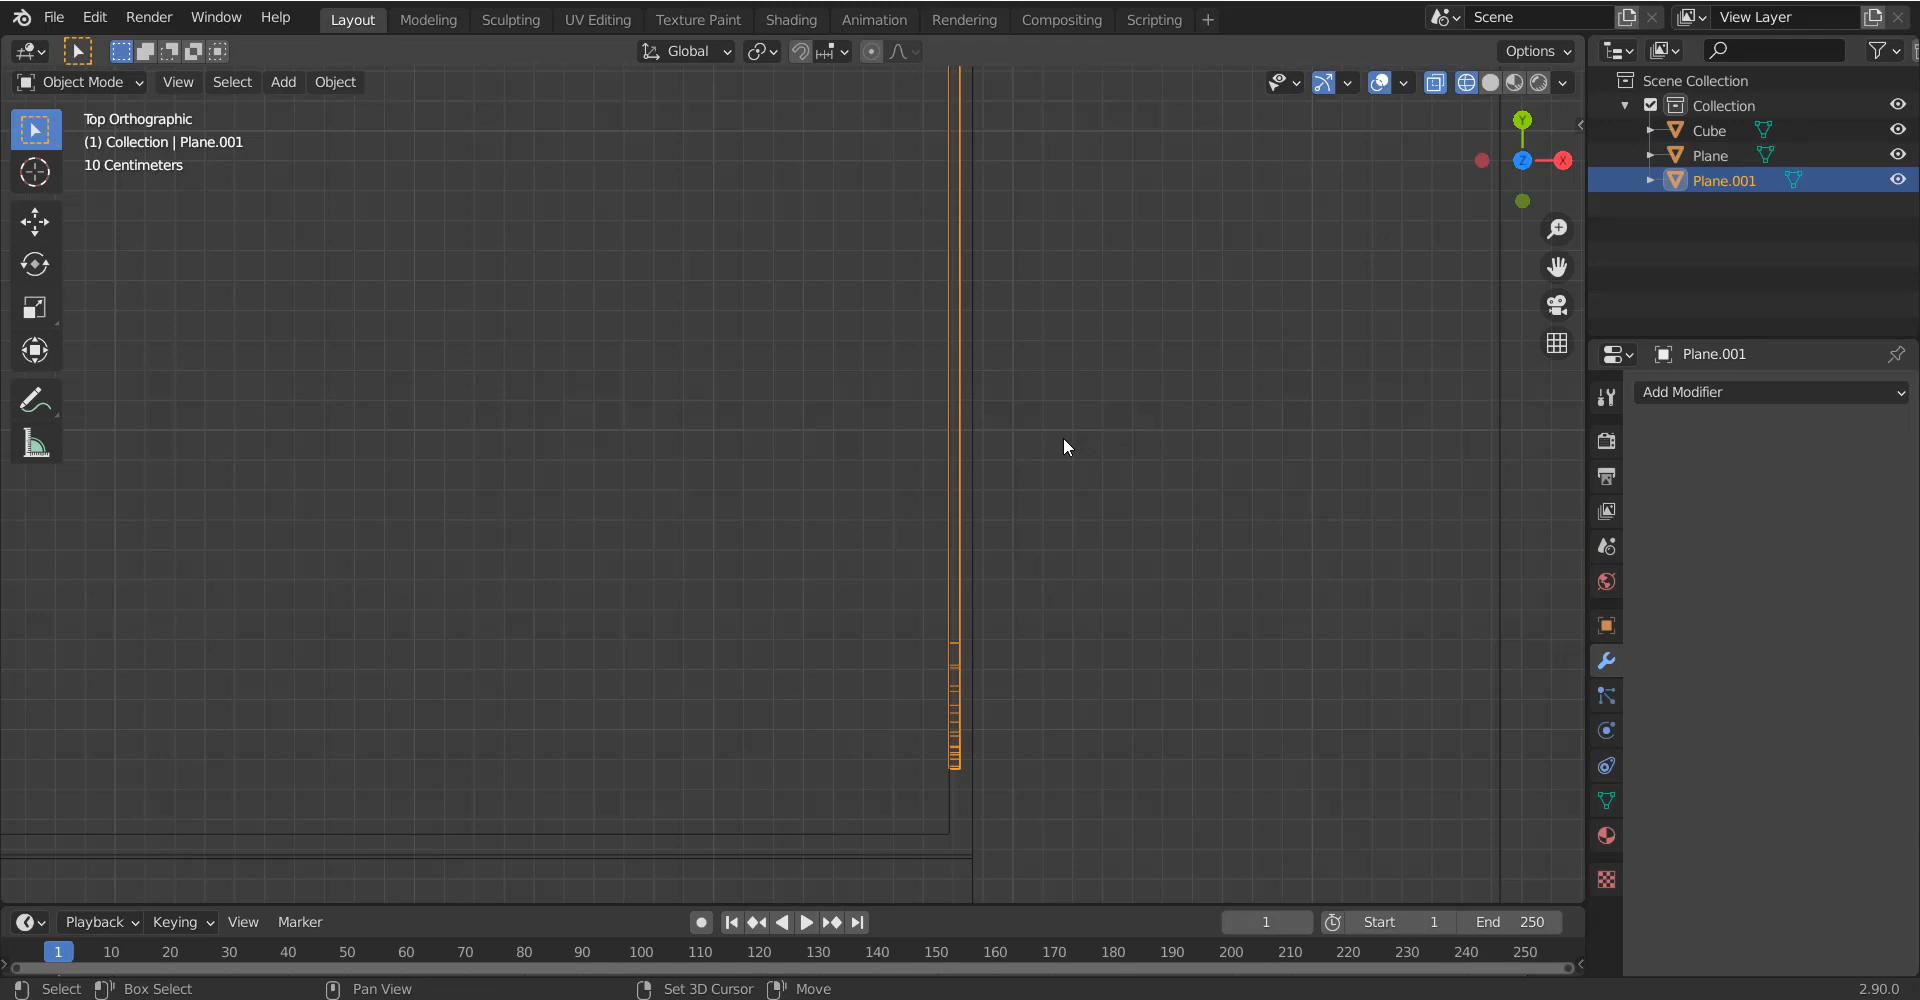 File Edit Render Window Help Layout Modeling Sculpting UV Editing Texture Paint Shading Animation Rendering Compositing Scripting + Scene View Layer
Global Options
Object Mode View Select Add Object
Scene Collection
Collection
Cube
Plane
Plane.001
Top Orthographic
(1) Collection | Plane.001
10 Centimeters
Y
Z
X
Plane.001
Add Modifier
Playback Keying View Marker 1 Start 1 End 250
1 10 20 30 40 50 60 70 80 90 100 110 120 130 140 150 160 170 180 190 200 210 220 230 240 250
Select Box Select Pan View Set 3D Cursor Move 2.90.0